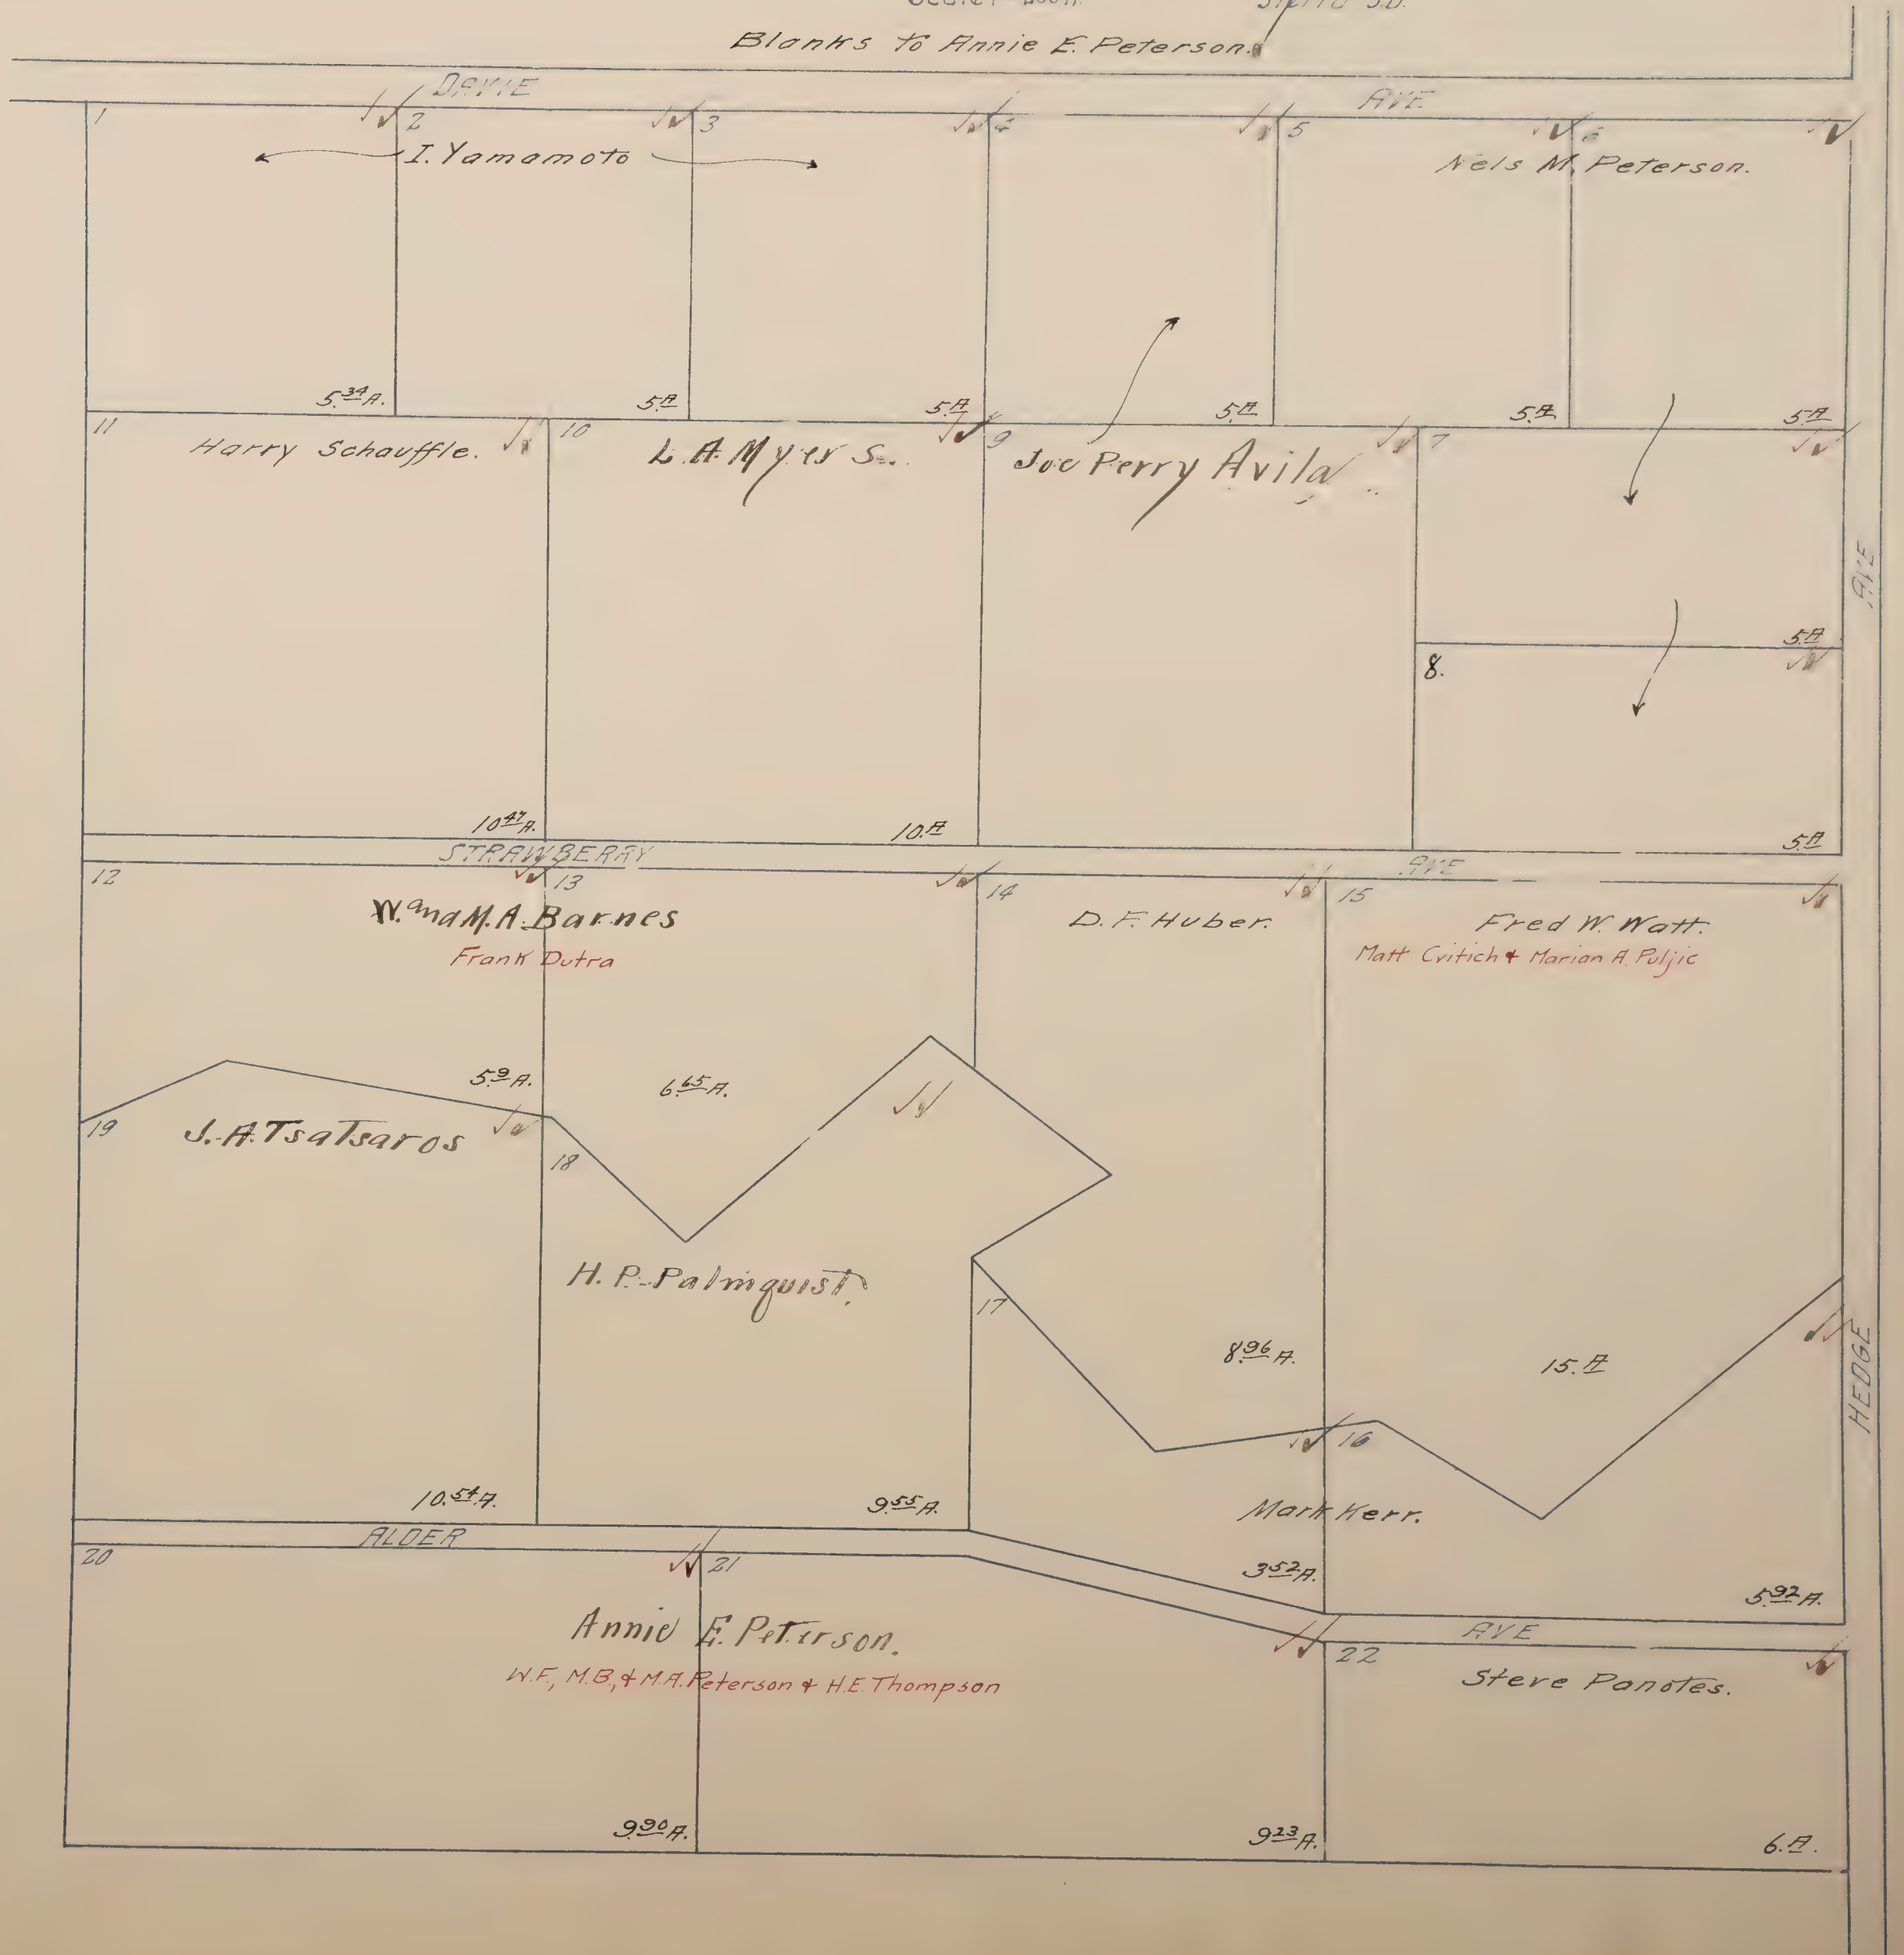 Blanks to Annie E. Peterson.
DAVIE AVE
1 2 3 4 5 6
I. Yamamoto
Nels M. Peterson.
5.34 A. 5.A 5.A 5.A 5.A 5.A
11 10 9 7
Harry Schauffle.
L. A. Myers
Joe Perry Avila
AVE
5.A
8.
10.47 A. 10.A 5.A
STRAWBERRY AVE
12 13 14 15
W. and M. A. Barnes
Frank Dutra
D. F. Huber.
Fred W. Watt.
Matt Cvitich & Marian A. Puljic
5.9 A. 6.65 A.
19 18
J. A. Tsatsaros
H. P. Palmquist.
17
8.96 A. 15. A
HEDGE
16
Mark Kerr.
10.54 A. 9.55 A.
3.52 A. 5.92 A.
ALDER AVE
20 21 22
Annie E. Peterson.
W.F., M.B., & M.A. Peterson & H.E. Thompson
Steve Panotes.
9.90 A. 9.23 A. 6. A.